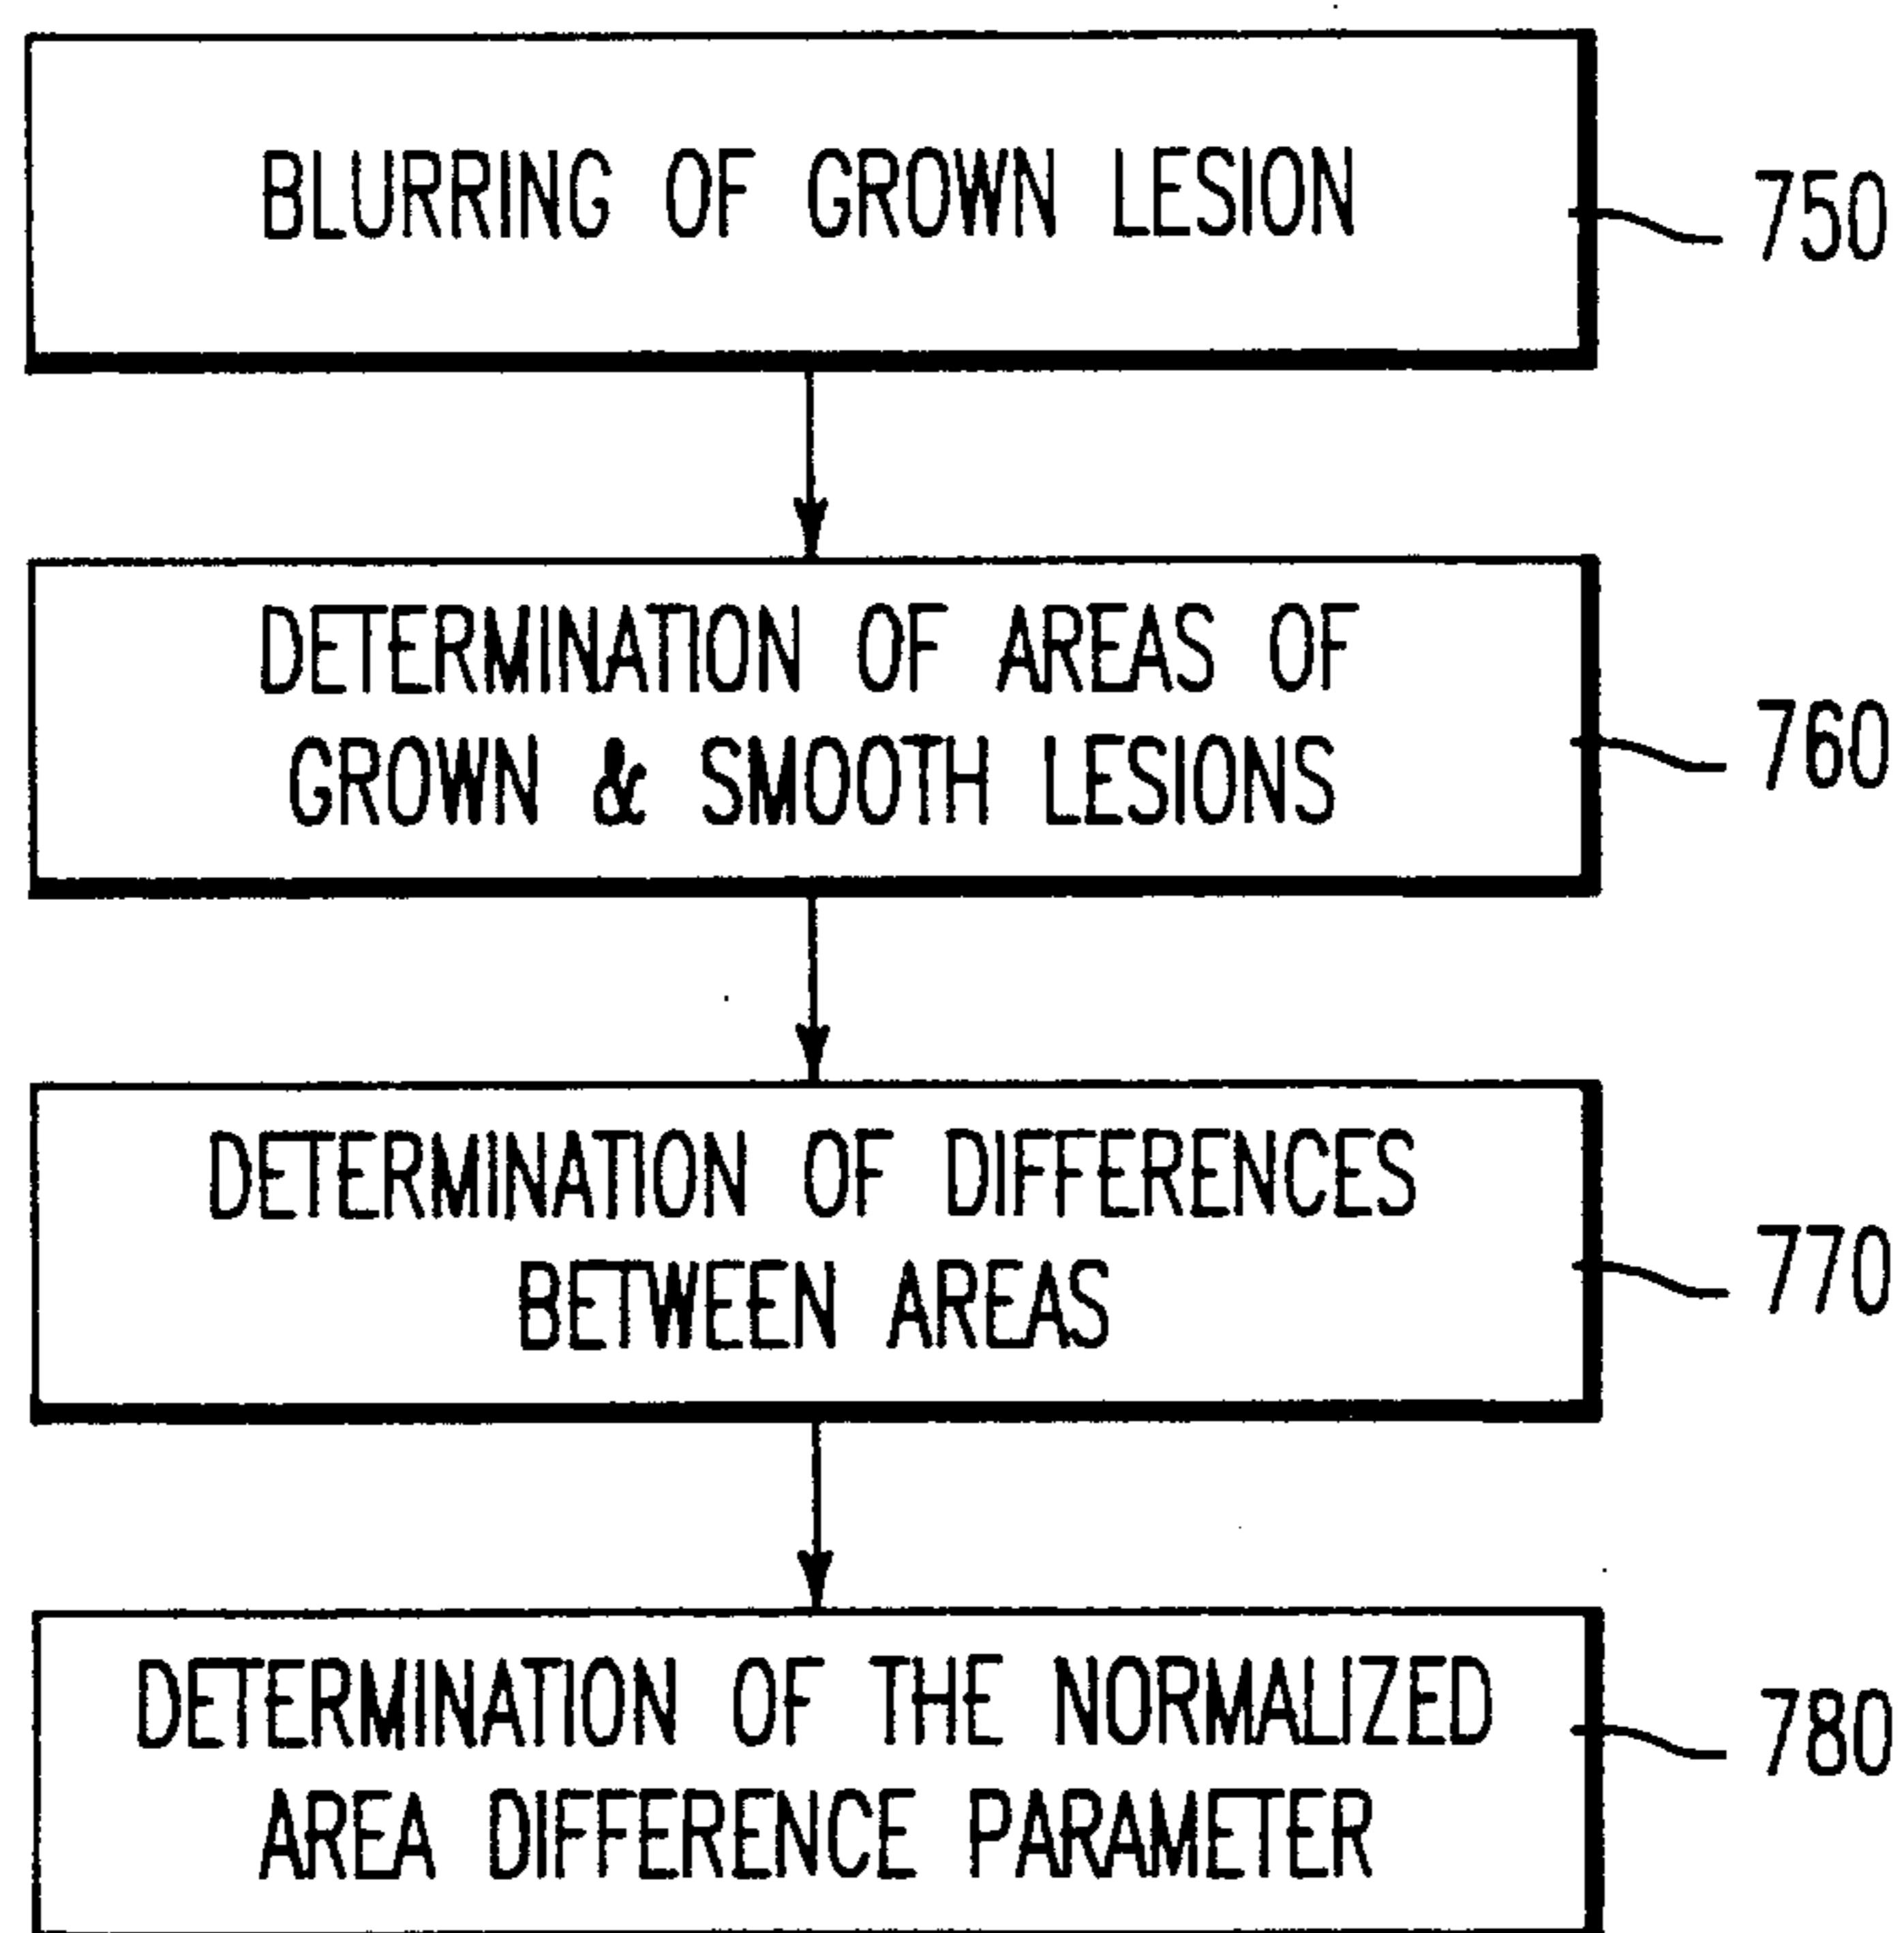 BLURRING OF GROWN LESION
750
DETERMINATION OF AREAS OF
GROWN & SMOOTH LESIONS
760
DETERMINATION OF DIFFERENCES
BETWEEN AREAS
770
DETERMINATION OF THE NORMALIZED
AREA DIFFERENCE PARAMETER
780